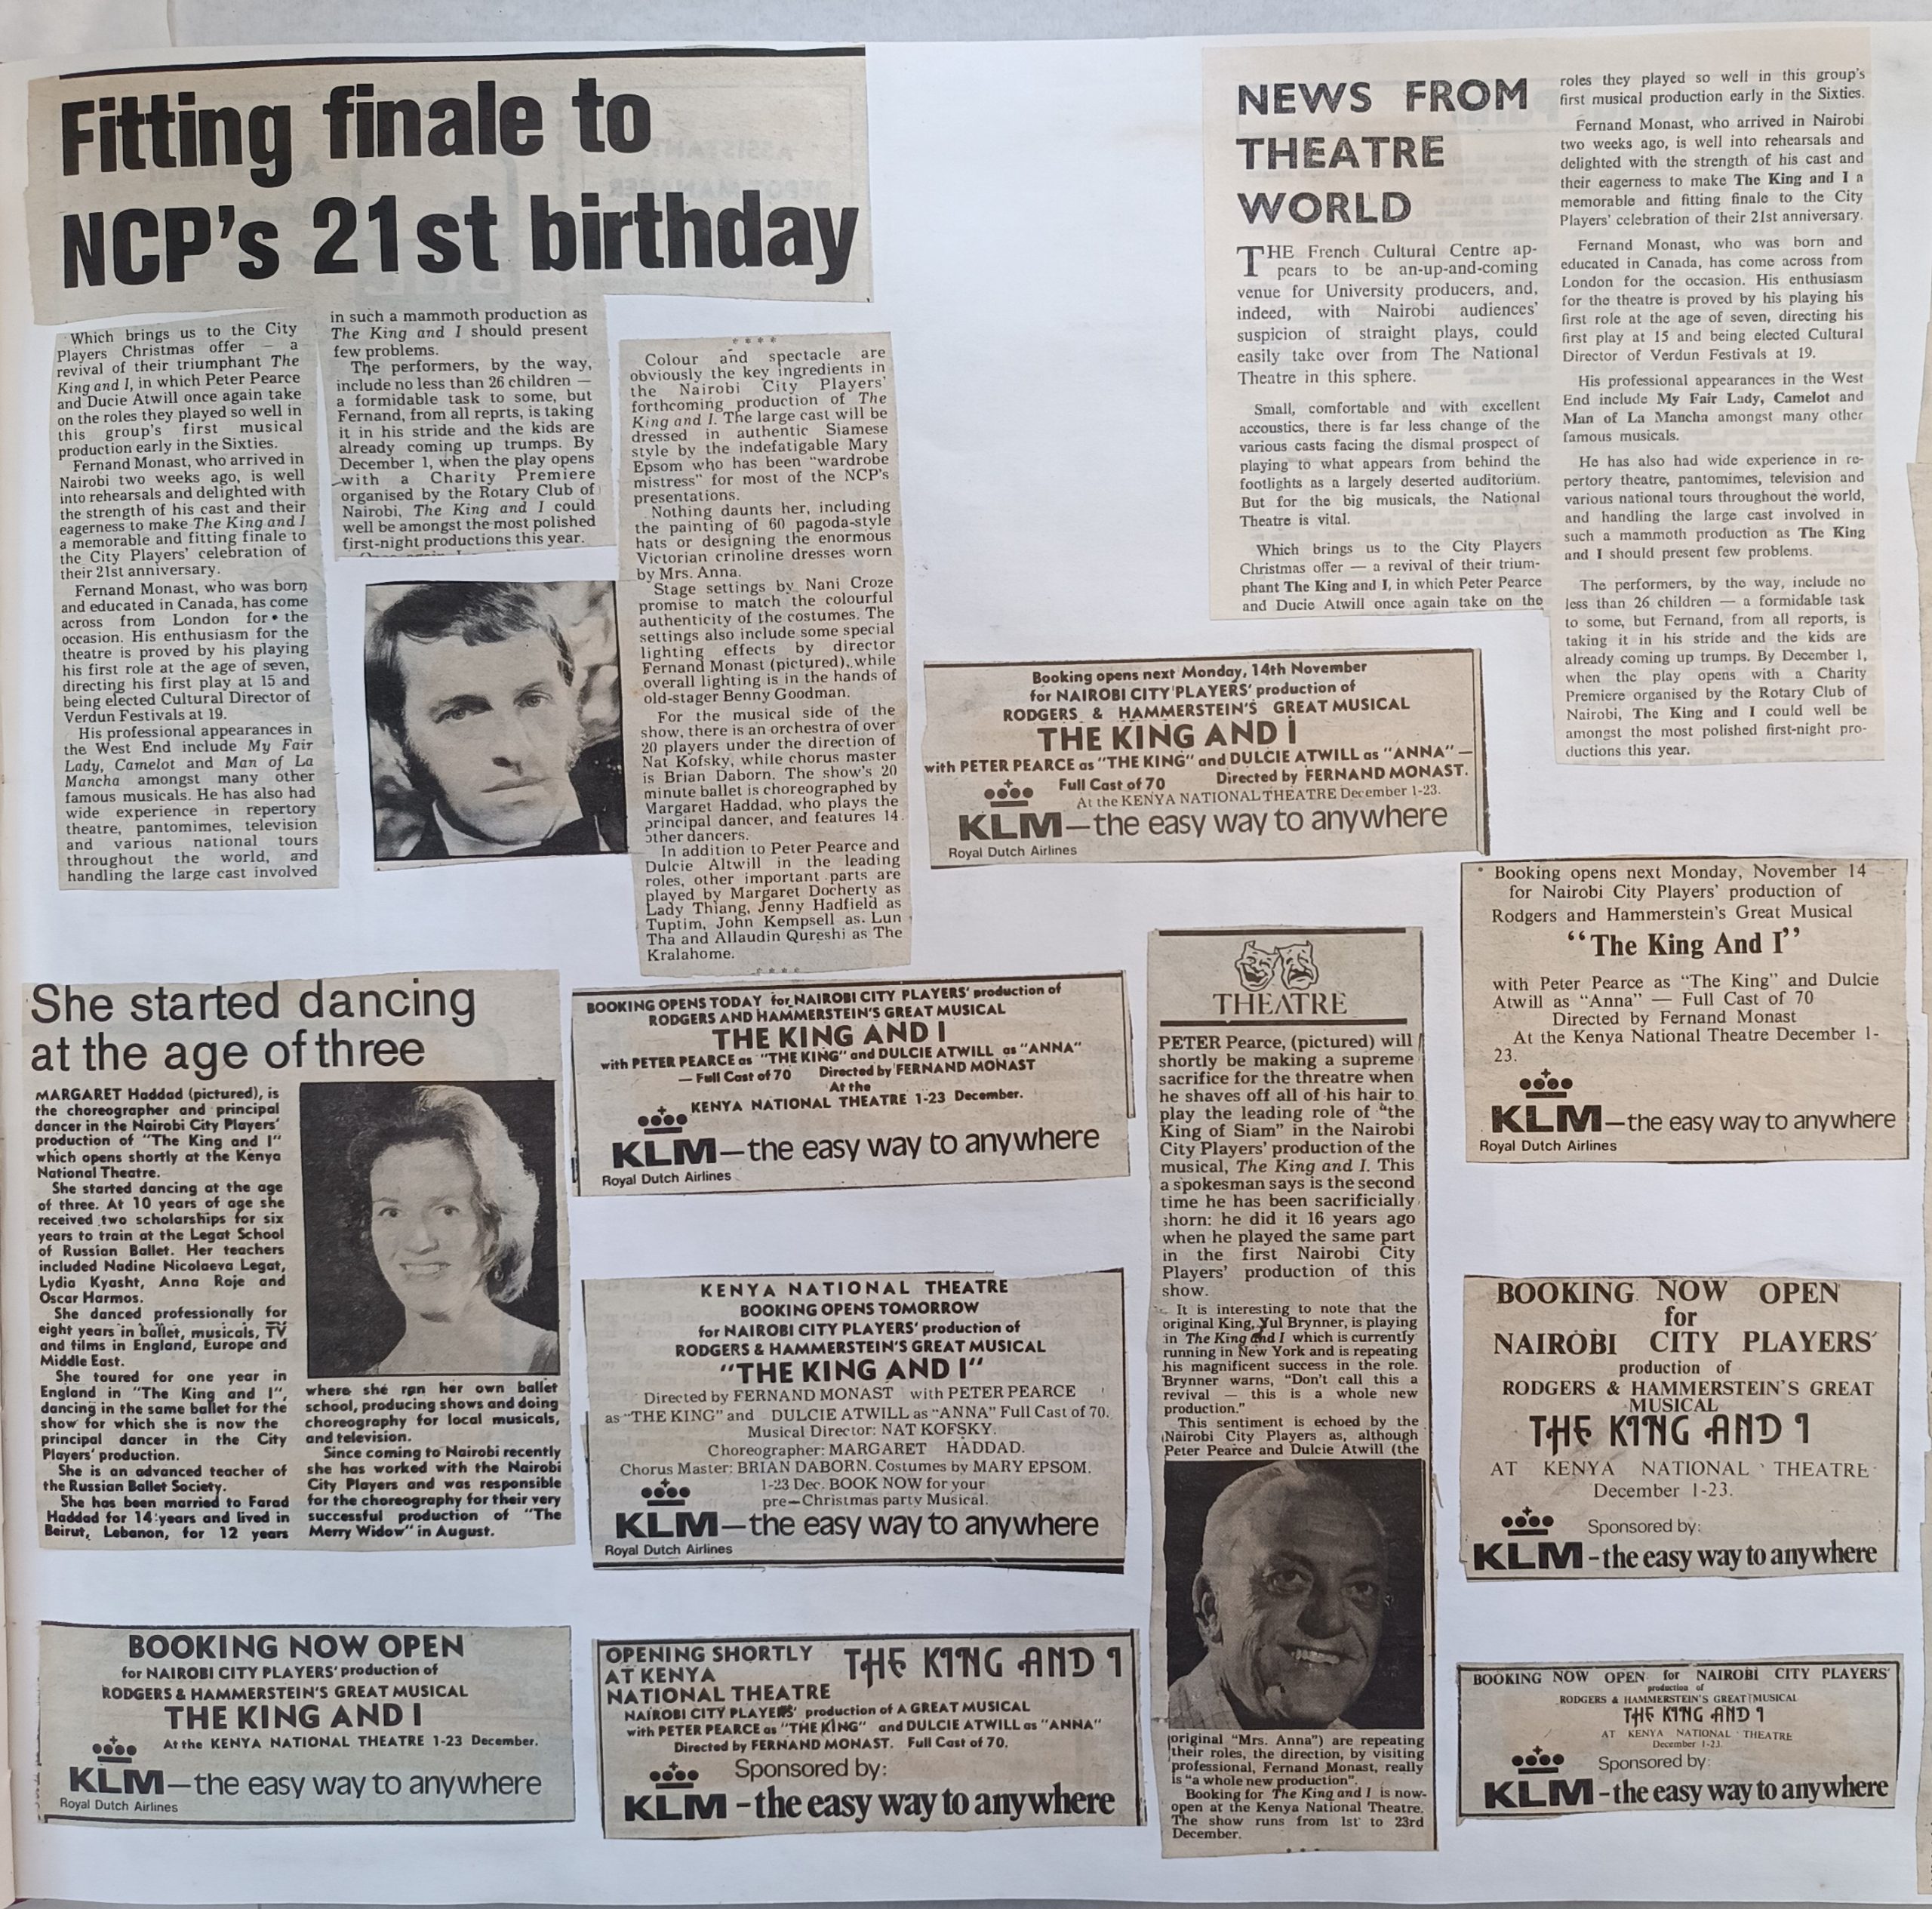 Fitting finale to
NCP's 21st birthday
Which brings us to the City
Players Christmas offer — a
revival of their triumphant The
King and I, in which Peter Pearce
and Ducie Atwill once again take
on the roles they played so well in
this group's first musical
production early in the Sixties.
Fernand Monast, who arrived in
Nairobi two weeks ago, is well
into rehearsals and delighted with
the strength of his cast and their
eagerness to make The King and I
a memorable and fitting finale to
the City Players' celebration of
their 21st anniversary.
Fernand Monast, who was born
and educated in Canada, has come
across from London for the
occasion. His enthusiasm for the
theatre is proved by his playing
his first role at the age of seven,
directing his first play at 15 and
being elected Cultural Director of
Verdun Festivals at 19.
His professional appearances in
the West End include My Fair
Lady, Camelot and Man of La
Mancha amongst many other
famous musicals. He has also had
wide experience in repertory
theatre, pantomimes, television
and various national tours
throughout the world, and
handling the large cast involved
in such a mammoth production as
The King and I should present
few problems.
The performers, by the way,
include no less than 26 children —
a formidable task to some, but
Fernand, from all reprts, is taking
it in his stride and the kids are
already coming up trumps. By
December 1, when the play opens
with a Charity Premiere
organised by the Rotary Club of
Nairobi, The King and I could
well be amongst the most polished
first-night productions this year.
* * * *
Colour and spectacle are
obviously the key ingredients in
the Nairobi City Players'
forthcoming production of The
King and I. The large cast will be
dressed in authentic Siamese
style by the indefatigable Mary
Epsom who has been "wardrobe
mistress" for most of the NCP's
presentations.
Nothing daunts her, including
the painting of 60 pagoda-style
hats or designing the enormous
Victorian crinoline dresses worn
by Mrs. Anna.
Stage settings by Nani Croze
promise to match the colourful
authenticity of the costumes. The
settings also include some special
lighting effects by director
Fernand Monast (pictured), while
overall lighting is in the hands of
old-stager Benny Goodman.
For the musical side of the
show, there is an orchestra of over
20 players under the direction of
Nat Kofsky, while chorus master
is Brian Daborn. The show's 20
minute ballet is choreographed by
Margaret Haddad, who plays the
principal dancer, and features 14
other dancers.
In addition to Peter Pearce and
Dulcie Altwill in the leading
roles, other important parts are
played by Margaret Docherty as
Lady Thiang, Jenny Hadfield as
Tuptim, John Kempsell as Lun
Tha and Allaudin Qureshi as The
Kralahome.
* * * *
NEWS FROM
THEATRE
WORLD
THE French Cultural Centre ap-
pears to be an-up-and-coming
venue for University producers, and,
indeed, with Nairobi audiences'
suspicion of straight plays, could
easily take over from The National
Theatre in this sphere.
Small, comfortable and with excellent
accoustics, there is far less change of the
various casts facing the dismal prospect of
playing to what appears from behind the
footlights as a largely deserted auditorium.
But for the big musicals, the National
Theatre is vital.
Which brings us to the City Players
Christmas offer — a revival of their trium-
phant The King and I, in which Peter Pearce
and Ducie Atwill once again take on the
roles they played so well in this group's
first musical production early in the Sixties.
Fernand Monast, who arrived in Nairobi
two weeks ago, is well into rehearsals and
delighted with the strength of his cast and
their eagerness to make The King and I a
memorable and fitting finale to the City
Players' celebration of their 21st anniversary.
Fernand Monast, who was born and
educated in Canada, has come across from
London for the occasion. His enthusiasm
for the theatre is proved by his playing his
first role at the age of seven, directing his
first play at 15 and being elected Cultural
Director of Verdun Festivals at 19.
His professional appearances in the West
End include My Fair Lady, Camelot and
Man of La Mancha amongst many other
famous musicals.
He has also had wide experience in re-
pertory theatre, pantomimes, television and
various national tours throughout the world,
and handling the large cast involved in
such a mammoth production as The King
and I should present few problems.
The performers, by the way, include no
less than 26 children — a formidable task
to some, but Fernand, from all reports, is
taking it in his stride and the kids are
already coming up trumps. By December 1,
when the play opens with a Charity
Premiere organised by the Rotary Club of
Nairobi, The King and I could well be
amongst the most polished first-night pro-
ductions this year.
Booking opens next Monday, 14th November
for NAIROBI CITY PLAYERS' production of
RODGERS & HAMMERSTEIN'S GREAT MUSICAL
THE KING AND I
with PETER PEARCE as "THE KING" and DULCIE ATWILL as "ANNA" —
Full Cast of 70 Directed by FERNAND MONAST.
At the KENYA NATIONAL THEATRE December 1-23.
KLM—the easy way to anywhere
Royal Dutch Airlines
Booking opens next Monday, November 14
for Nairobi City Players' production of
Rodgers and Hammerstein's Great Musical
"The King And I"
with Peter Pearce as "The King" and Dulcie
Atwill as "Anna" — Full Cast of 70
Directed by Fernand Monast
At the Kenya National Theatre December 1-
23.
KLM—the easy way to anywhere
Royal Dutch Airlines
She started dancing
at the age of three
MARGARET Haddad (pictured), is
the choreographer and principal
dancer in the Nairobi City Players'
production of "The King and I"
which opens shortly at the Kenya
National Theatre.
She started dancing at the age
of three. At 10 years of age she
received two scholarships for six
years to train at the Legat School
of Russian Ballet. Her teachers
included Nadine Nicolaeva Legat,
Lydia Kyasht, Anna Roje and
Oscar Harmos.
She danced professionally for
eight years in ballet, musicals, TV
and films in England, Europe and
Middle East.
She toured for one year in
England in "The King and I",
dancing in the same ballet for the
show for which she is now the
principal dancer in the City
Players' production.
She is an advanced teacher of
the Russian Ballet Society.
She has been married to Farad
Haddad for 14 years and lived in
Beirut, Lebanon, for 12 years
where she ran her own ballet
school, producing shows and doing
choreography for local musicals,
and television.
Since coming to Nairobi recently
she has worked with the Nairobi
City Players and was responsible
for the choreography for their very
successful production of "The
Merry Widow" in August.
BOOKING OPENS TODAY for NAIROBI CITY PLAYERS' production of
RODGERS AND HAMMERSTEIN'S GREAT MUSICAL
THE KING AND I
with PETER PEARCE as "THE KING" and DULCIE ATWILL as "ANNA"
— Full Cast of 70 Directed by FERNAND MONAST
At the
KENYA NATIONAL THEATRE 1-23 December.
KLM—the easy way to anywhere
Royal Dutch Airlines
KENYA NATIONAL THEATRE
BOOKING OPENS TOMORROW
for NAIROBI CITY PLAYERS' production of
RODGERS & HAMMERSTEIN'S GREAT MUSICAL
"THE KING AND I"
Directed by FERNAND MONAST with PETER PEARCE
as "THE KING" and DULCIE ATWILL as "ANNA" Full Cast of 70.
Musical Director: NAT KOFSKY.
Choreographer: MARGARET HADDAD.
Chorus Master: BRIAN DABORN. Costumes by MARY EPSOM.
1-23 Dec. BOOK NOW for your
pre—Christmas party Musical.
KLM—the easy way to anywhere
Royal Dutch Airlines
THEATRE
PETER Pearce, (pictured) will
shortly be making a supreme
sacrifice for the threatre when
he shaves off all of his hair to
play the leading role of "the
King of Siam" in the Nairobi
City Players' production of the
musical, The King and I. This
a spokesman says is the second
time he has been sacrificially
shorn: he did it 16 years ago
when he played the same part
in the first Nairobi City
Players' production of this
show.
It is interesting to note that the
original King, Yul Brynner, is playing
in The King and I which is currently
running in New York and is repeating
his magnificent success in the role.
Brynner warns, "Don't call this a
revival — this is a whole new
production."
This sentiment is echoed by the
Nairobi City Players as, although
Peter Pearce and Dulcie Atwill (the
original "Mrs. Anna") are repeating
their roles, the direction, by visiting
professional, Fernand Monast, really
is "a whole new production".
Booking for The King and I is now
open at the Kenya National Theatre.
The show runs from 1st to 23rd
December.
BOOKING NOW OPEN
for
NAIROBI CITY PLAYERS'
production of
RODGERS & HAMMERSTEIN'S GREAT
MUSICAL
THE KING AND I
AT KENYA NATIONAL THEATRE
December 1-23.
Sponsored by:
KLM-the easy way to anywhere
BOOKING NOW OPEN
for NAIROBI CITY PLAYERS' production of
RODGERS & HAMMERSTEIN'S GREAT MUSICAL
THE KING AND I
At the KENYA NATIONAL THEATRE 1-23 December.
KLM—the easy way to anywhere
Royal Dutch Airlines
OPENING SHORTLY
AT KENYA
NATIONAL THEATRE
THE KING AND I
NAIROBI CITY PLAYERS' production of A GREAT MUSICAL
with PETER PEARCE as "THE KING" and DULCIE ATWILL as "ANNA"
Directed by FERNAND MONAST. Full Cast of 70.
Sponsored by:
KLM-the easy way to anywhere
BOOKING NOW OPEN for NAIROBI CITY PLAYERS'
production of
RODGERS & HAMMERSTEIN'S GREAT MUSICAL
THE KING AND I
AT KENYA NATIONAL THEATRE
December 1-23.
Sponsored by:
KLM-the easy way to anywhere